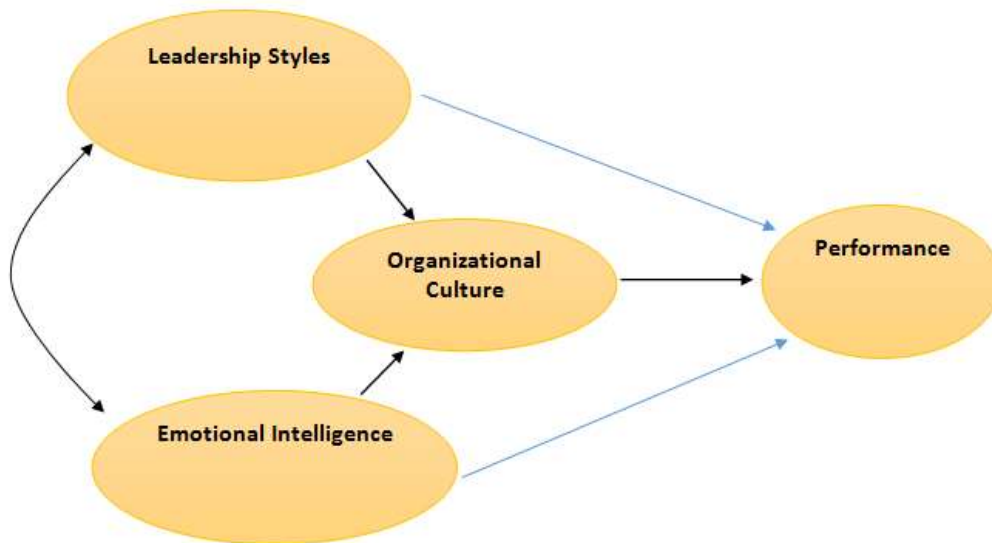 Leadership Styles
Organizational
Culture
Performance
Emotional Intelligence